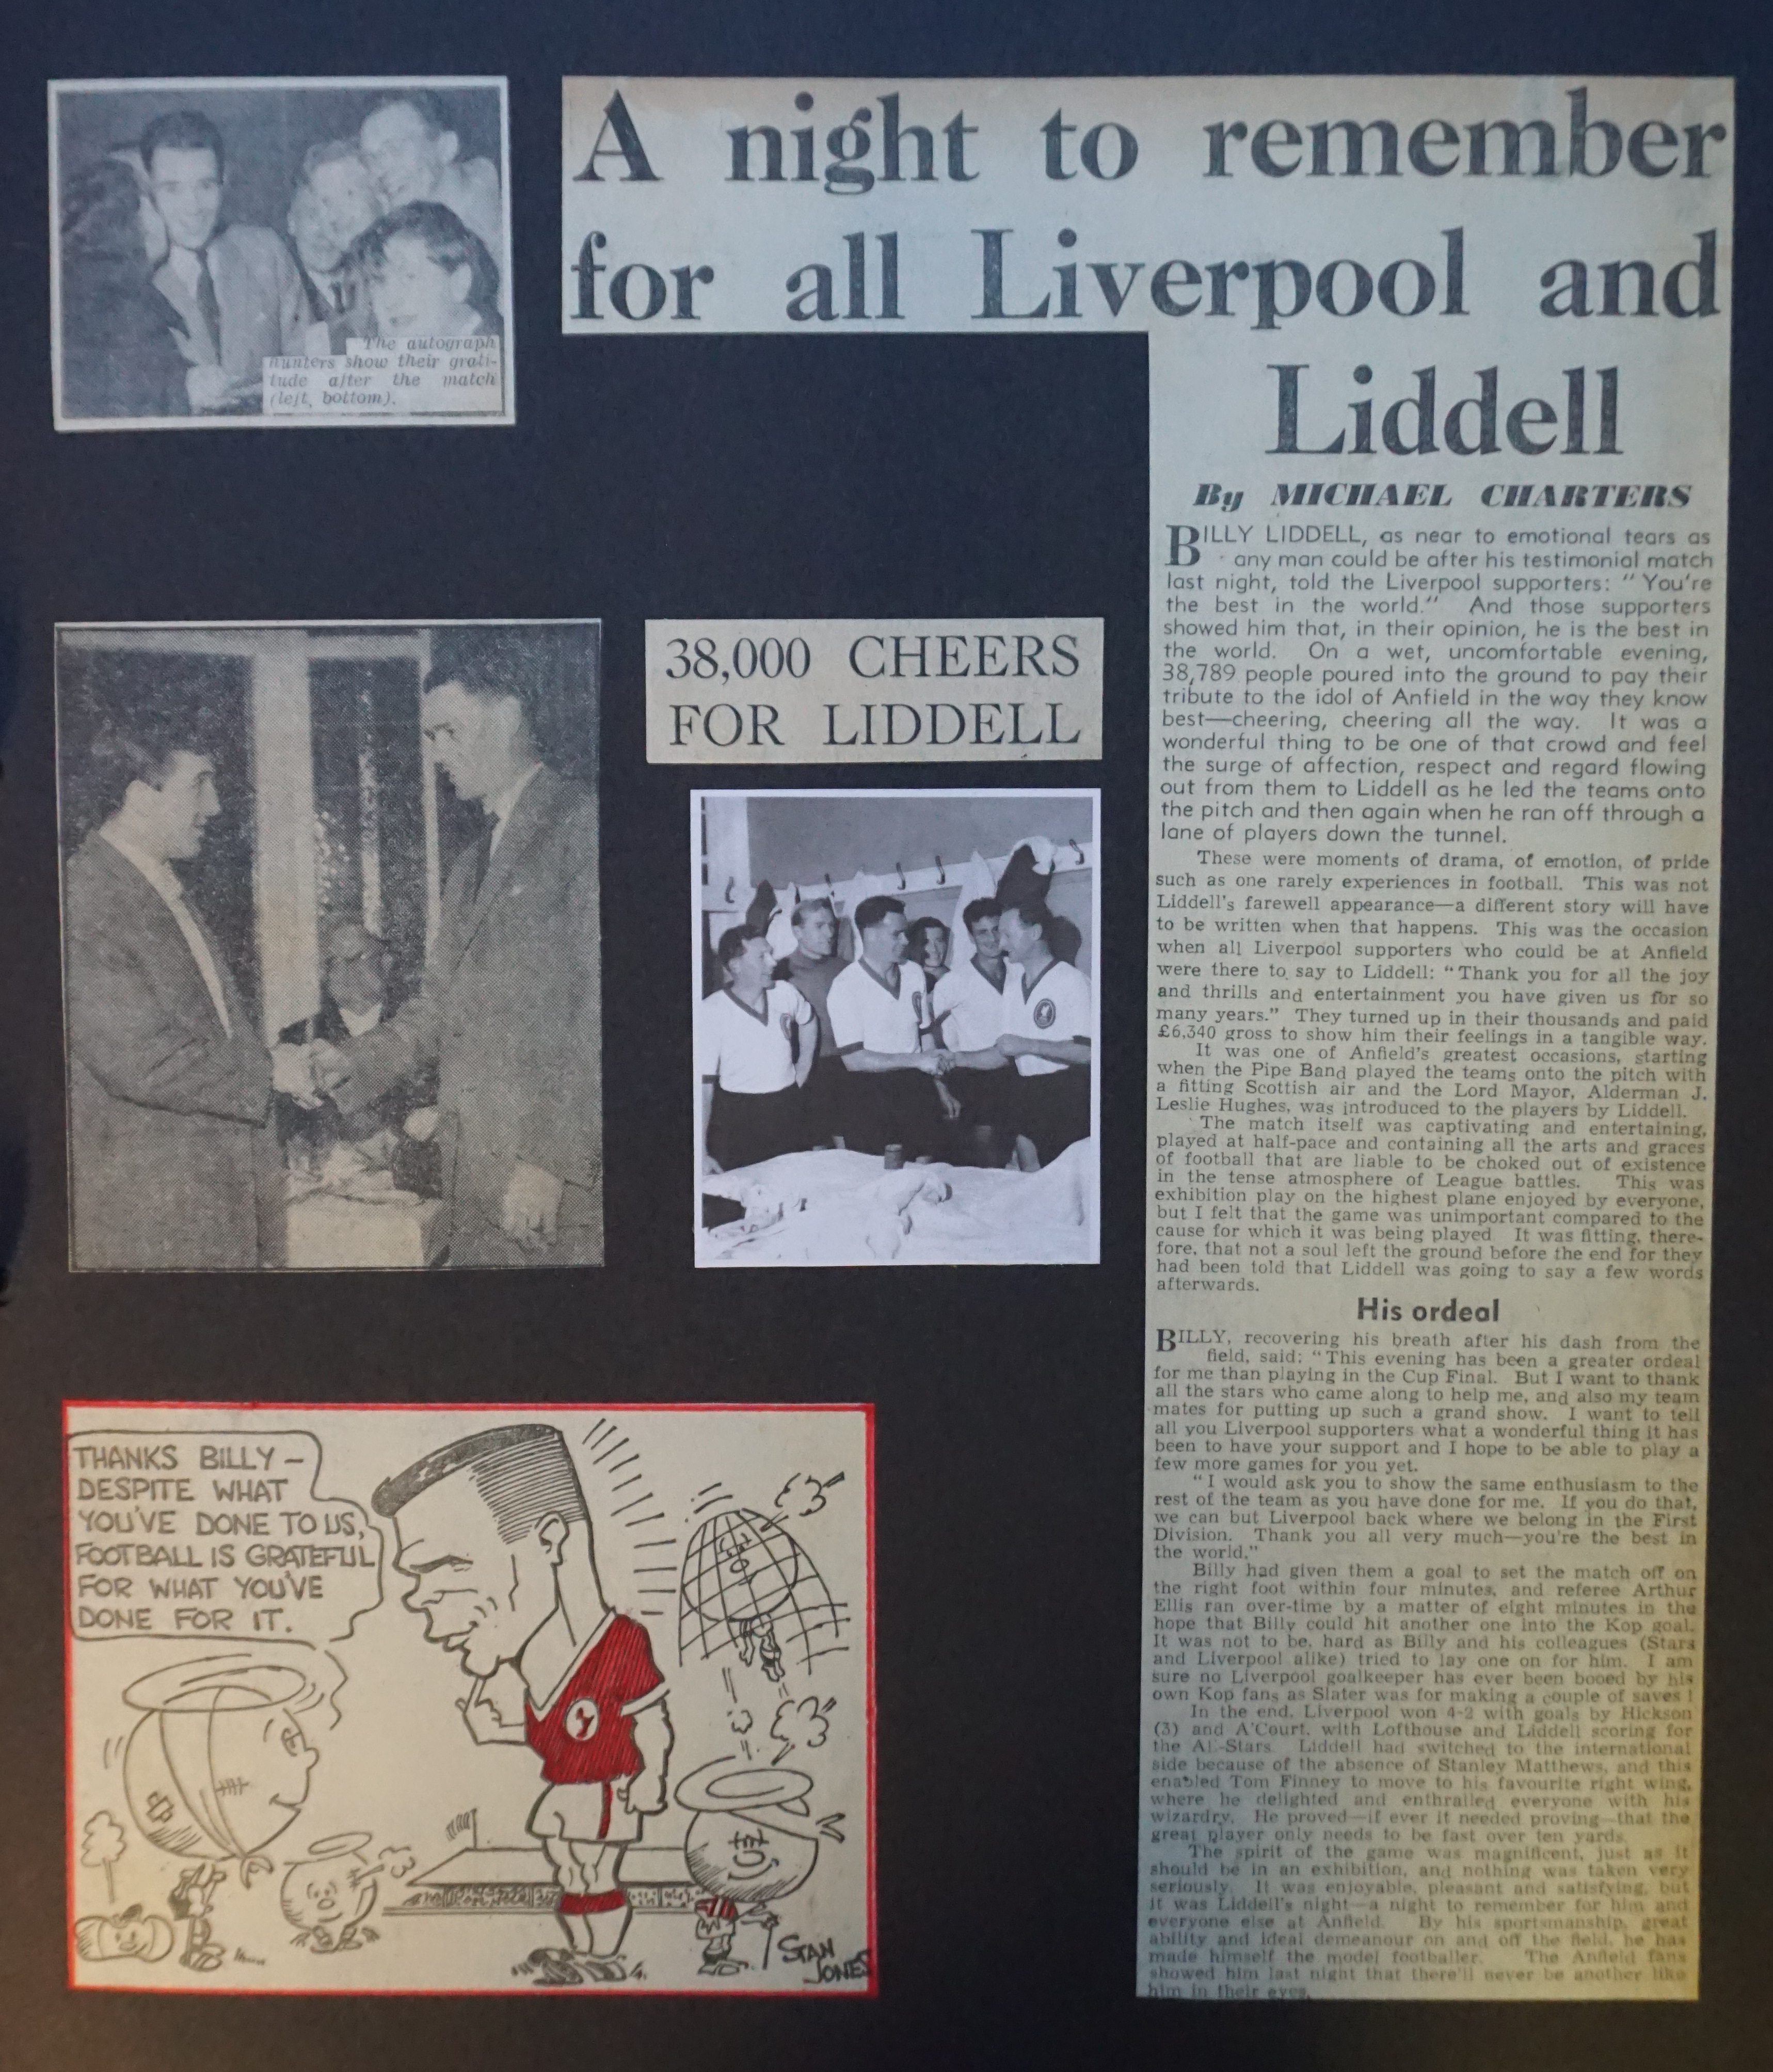 The autograph
hunters show their grati-
tude after the match
(left, bottom).
A night to remember
for all Liverpool and
Liddell
By MICHAEL CHARTERS
BILLY LIDDELL, as near to emotional tears as
any man could be after his testimonial match
last night, told the Liverpool supporters: "You're
the best in the world." And those supporters
showed him that, in their opinion, he is the best in
the world. On a wet, uncomfortable evening,
38,789 people poured into the ground to pay their
tribute to the idol of Anfield in the way they know
best—cheering, cheering all the way. It was a
wonderful thing to be one of that crowd and feel
the surge of affection, respect and regard flowing
out from them to Liddell as he led the teams onto
the pitch and then again when he ran off through a
lane of players down the tunnel.
These were moments of drama, of emotion, of pride
such as one rarely experiences in football. This was not
Liddell's farewell appearance—a different story will have
to be written when that happens. This was the occasion
when all Liverpool supporters who could be at Anfield
were there to say to Liddell: "Thank you for all the joy
and thrills and entertainment you have given us for so
many years." They turned up in their thousands and paid
£6,340 gross to show him their feelings in a tangible way.
It was one of Anfield's greatest occasions, starting
when the Pipe Band played the teams onto the pitch with
a fitting Scottish air and the Lord Mayor, Alderman J.
Leslie Hughes, was introduced to the players by Liddell.
The match itself was captivating and entertaining,
played at half-pace and containing all the arts and graces
of football that are liable to be choked out of existence
in the tense atmosphere of League battles. This was
exhibition play on the highest plane enjoyed by everyone,
but I felt that the game was unimportant compared to the
cause for which it was being played. It was fitting, there-
fore, that not a soul left the ground before the end for they
had been told that Liddell was going to say a few words
afterwards.
His ordeal
BILLY, recovering his breath after his dash from the
field, said: "This evening has been a greater ordeal
for me than playing in the Cup Final. But I want to thank
all the stars who came along to help me, and also my team
mates for putting up such a grand show. I want to tell
all you Liverpool supporters what a wonderful thing it has
been to have your support and I hope to be able to play a
few more games for you yet.
"I would ask you to show the same enthusiasm to the
rest of the team as you have done for me. If you do that,
we can but Liverpool back where we belong in the First
Division. Thank you all very much—you're the best in
the world."
Billy had given them a goal to set the match off on
the right foot within four minutes, and referee Arthur
Ellis ran over-time by a matter of eight minutes in the
hope that Billy could hit another one into the Kop goal.
It was not to be, hard as Billy and his colleagues (Stars
and Liverpool alike) tried to lay one on for him. I am
sure no Liverpool goalkeeper has ever been booed by his
own Kop fans as Slater was for making a couple of saves!
In the end, Liverpool won 4-2 with goals by Hickson
(3) and A'Court, with Lofthouse and Liddell scoring for
the All-Stars. Liddell had switched to the international
side because of the absence of Stanley Matthews, and this
enabled Tom Finney to move to his favourite right wing,
where he delighted and enthralled everyone with his
wizardry. He proved—if ever it needed proving—that the
great player only needs to be fast over ten yards.
The spirit of the game was magnificent, just as it
should be in an exhibition, and nothing was taken very
seriously. It was enjoyable, pleasant and satisfying, but
it was Liddell's night—a night to remember for him and
everyone else at Anfield. By his sportsmanship, great
ability and ideal demeanour on and off the field, he has
made himself the model footballer. The Anfield fans
showed him last night that there'll never be another like
him in their eyes.
38,000 CHEERS
FOR LIDDELL
THANKS BILLY –
DESPITE WHAT
YOU'VE DONE TO US,
FOOTBALL IS GRATEFUL
FOR WHAT YOU'VE
DONE FOR IT.
STAN
JONES